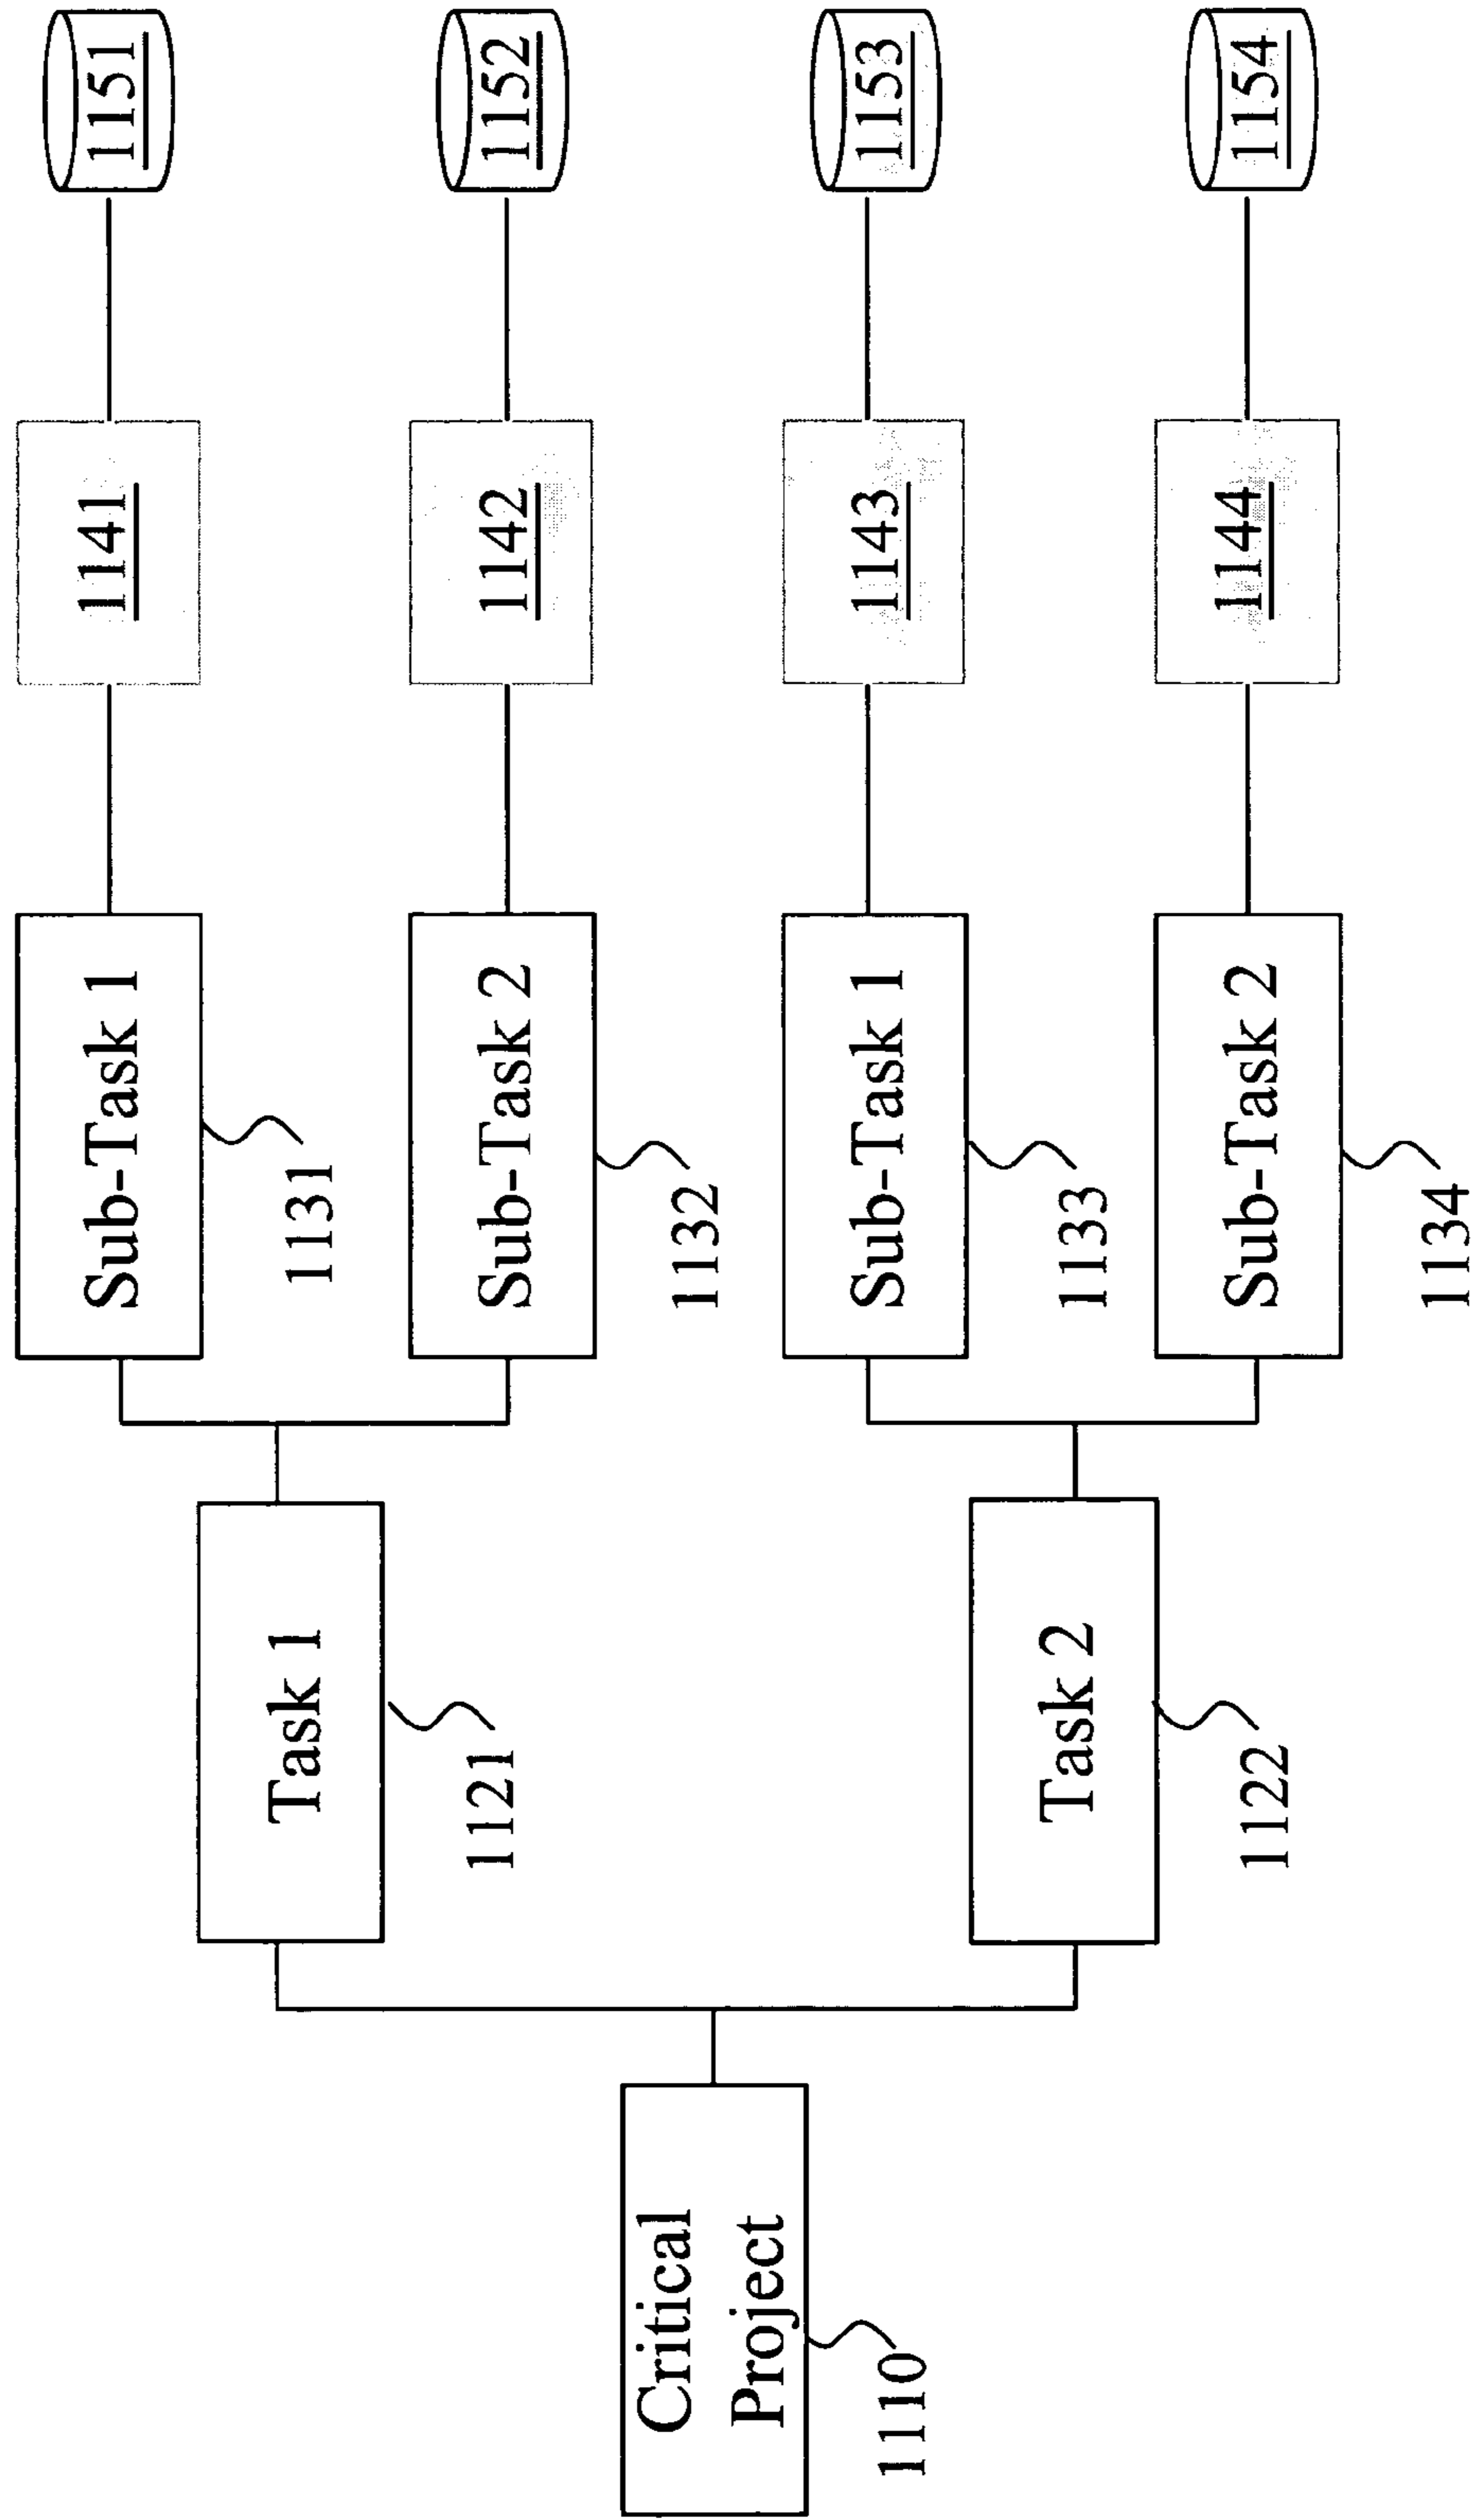 Critical
Project
1110
Task 1
1121
Task 2
1122
Sub-Task 1
1131
Sub-Task 2
1132
Sub-Task 1
1133
Sub-Task 2
1134
1141
1142
1143
1144
1151
1152
1153
1154